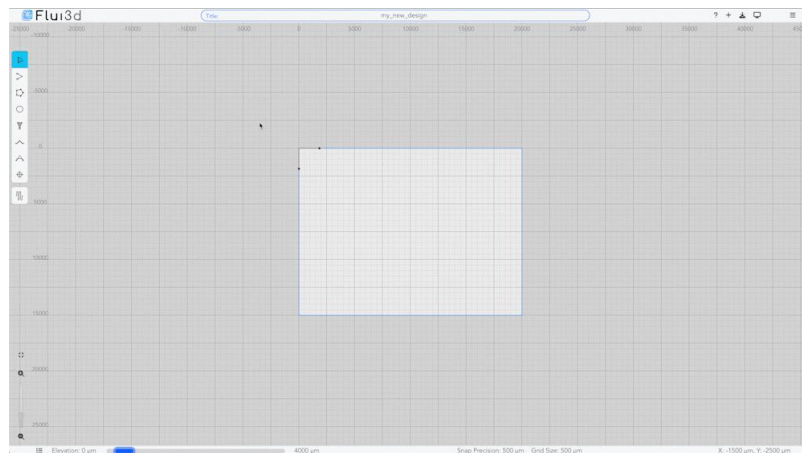 Flui3d
Title
my_new_design
?
-25000 -20000 -15000 -10000 -5000 0 5000 10000 15000 20000 25000 30000 35000 40000
-10000
-5000
0
5000
10000
15000
20000
25000
Elevation: 0 µm
4000 µm
Snap Precision: 500 µm Grid Size: 500 µm
X: -1500 µm, Y: -2500 µm